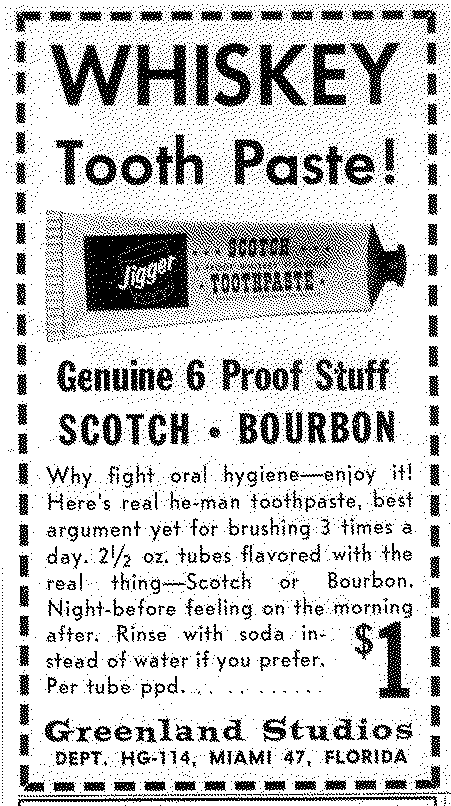 WHISKEY
Tooth Paste!
Jigger
SCOTCH
TOOTHPASTE
Genuine 6 Proof Stuff
SCOTCH • BOURBON
Why fight oral hygiene—enjoy it!
Here's real he-man toothpaste, best
argument yet for brushing 3 times a
day. 2½ oz. tubes flavored with the
real thing—Scotch or Bourbon.
Night-before feeling on the morning
after. Rinse with soda in-
stead of water if you prefer.
Per tube ppd. . . . . . . . . . . .
$1
Greenland Studios
DEPT. HG-114, MIAMI 47, FLORIDA